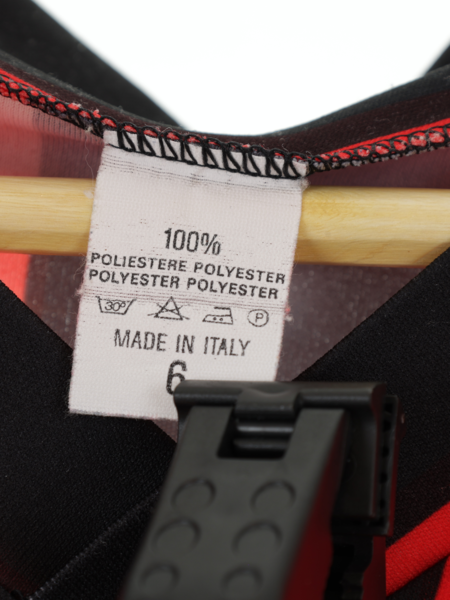 100%
POLIESTERE POLYESTER
POLYESTER POLYESTER
30° P
MADE IN ITALY
6